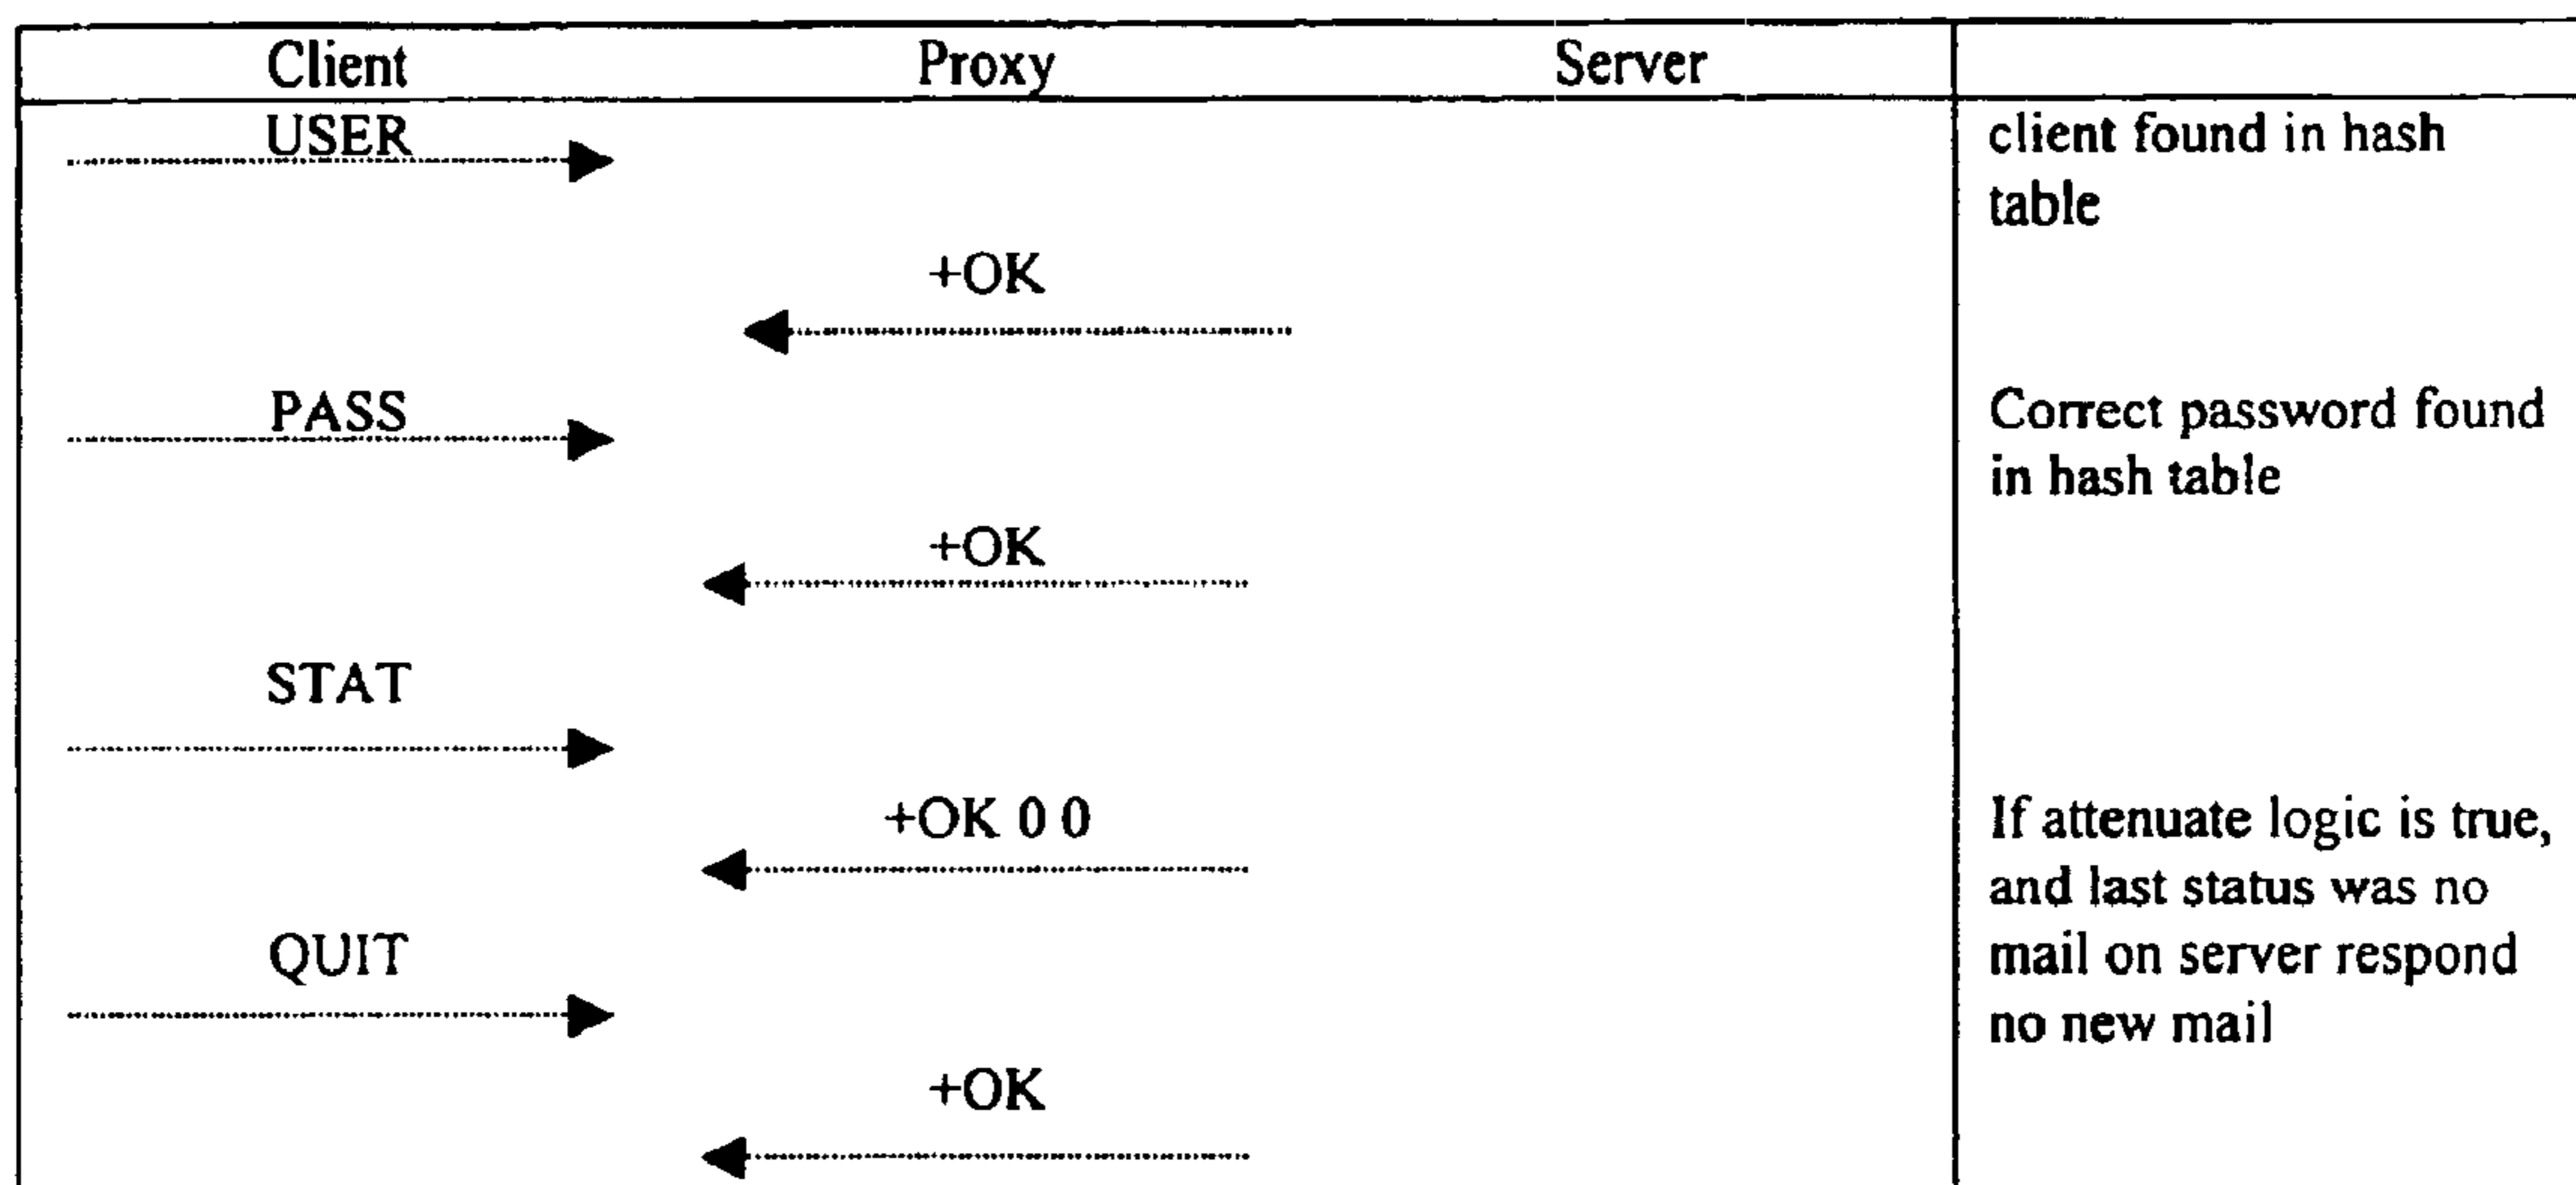 Client Proxy Server
USER
client found in hash
table
+OK
PASS
Correct password found
in hash table
+OK
STAT
+OK 0 0
If attenuate logic is true,
and last status was no
mail on server respond
no new mail
QUIT
+OK